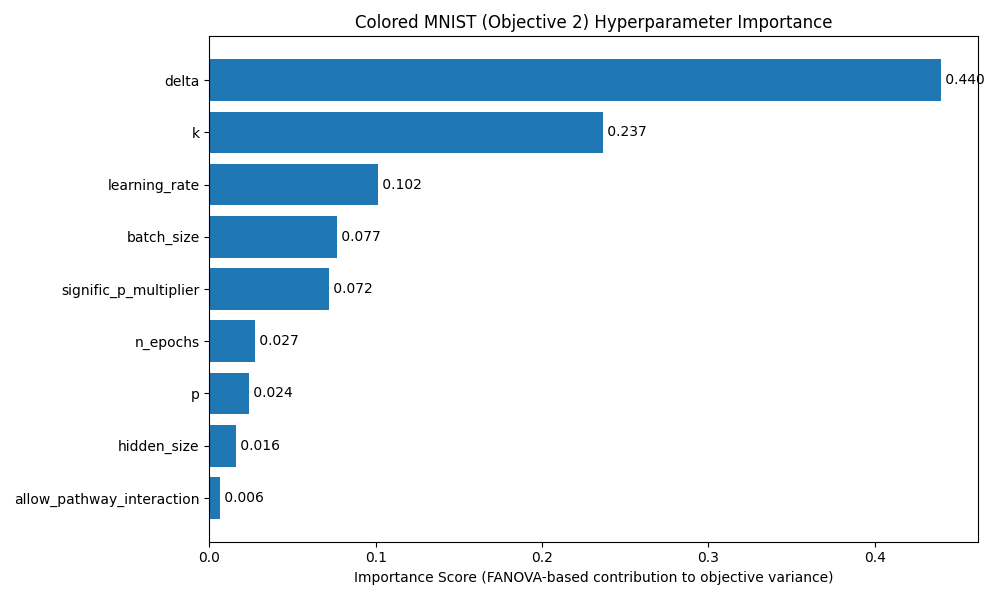 Colored MNIST (Objective 2) Hyperparameter Importance
delta 0.440
k 0.237
learning_rate 0.102
batch_size 0.077
signific_p_multiplier 0.072
n_epochs 0.027
p 0.024
hidden_size 0.016
allow_pathway_interaction 0.006
0.0 0.1 0.2 0.3 0.4
Importance Score (FANOVA-based contribution to objective variance)